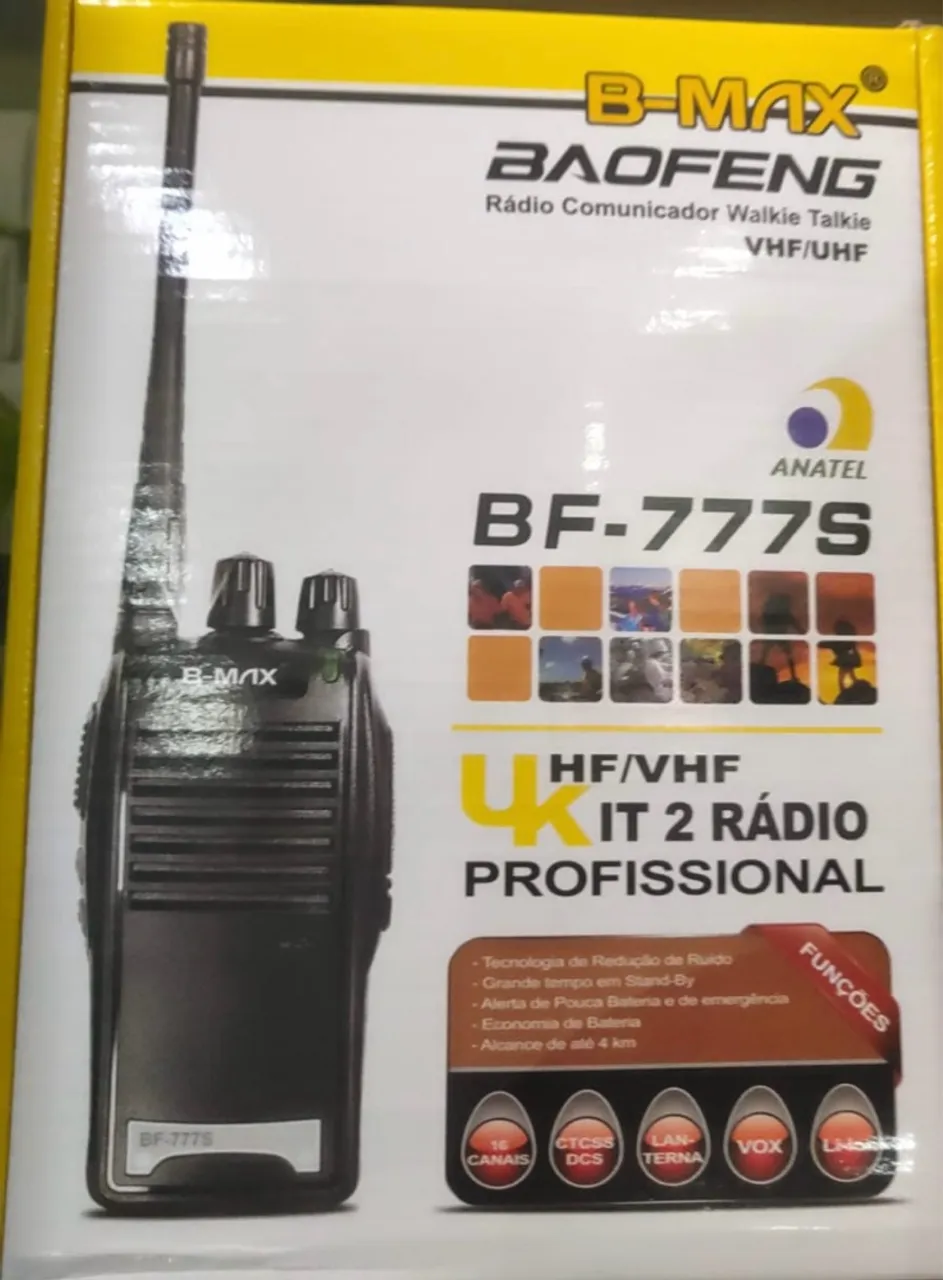 B-MAX®
BAOFENG
Rádio Comunicador Walkie Talkie
VHF/UHF
ANATEL
BF-777S
B-MAX
UHF/VHF
KIT 2 RÁDIO
PROFISSIONAL
FUNÇÕES
- Tecnologia de Redução de Ruído
- Grande tempo em Stand-By
- Alerta de Pouca Bateria e de emergência
- Economia de Bateria
- Alcance de até 4 km
16
CANAIS
CTCSS
DCS
LAN-
TERNA
VOX
BF-777S